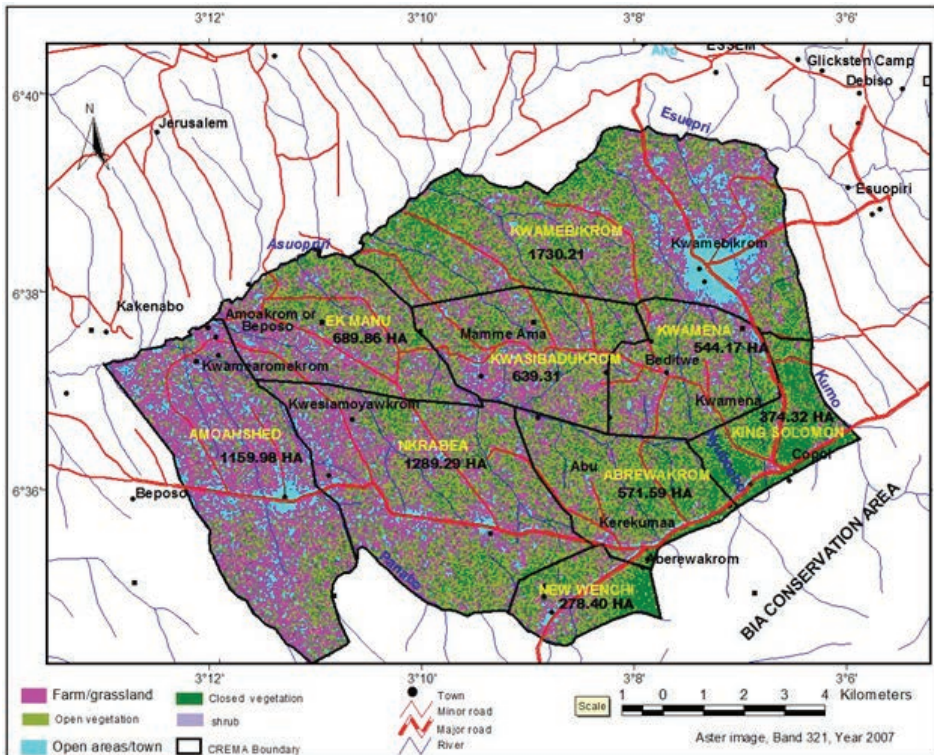 3°12' 3°10' 3°8' 3°6'
ESSEM
Glicksten Camp
Debiso
6°40'
N
Jerusalem
Esuopri
Esuopiri
KWAMEBIKROM
1730.21
Kwamebikrom
Asuopriri
6°38'
Kakenabo
Amoakrom or
Beposo
EK MANU
689.86 HA
Mamme Ama
KWAMENA
544.17 HA
KWASIBADUKROM
639.31
Beditwe
Kwamearomekrom
Kwesiamoyawkrom
Kwamena
Kumo
374.32 HA
KING SOLOMON
AMOAHSHED
1159.98 HA
NKRABEA
1289.29 HA
Copol
6°36'
Abu
ABREWAKROM
571.59 HA
Beposo
Kerekumaa
Aberewakrom
NEW WENCHI
278.40 HA
BIA CONSERVATION AREA
Farm/grassland
Closed vegetation
Town
Scale
1 0 1 2 3 4 Kilometers
Open vegetation
shrub
Minor road
Major road
Open areas/town
CREMA Boundary
River
Aster image, Band 321, Year 2007